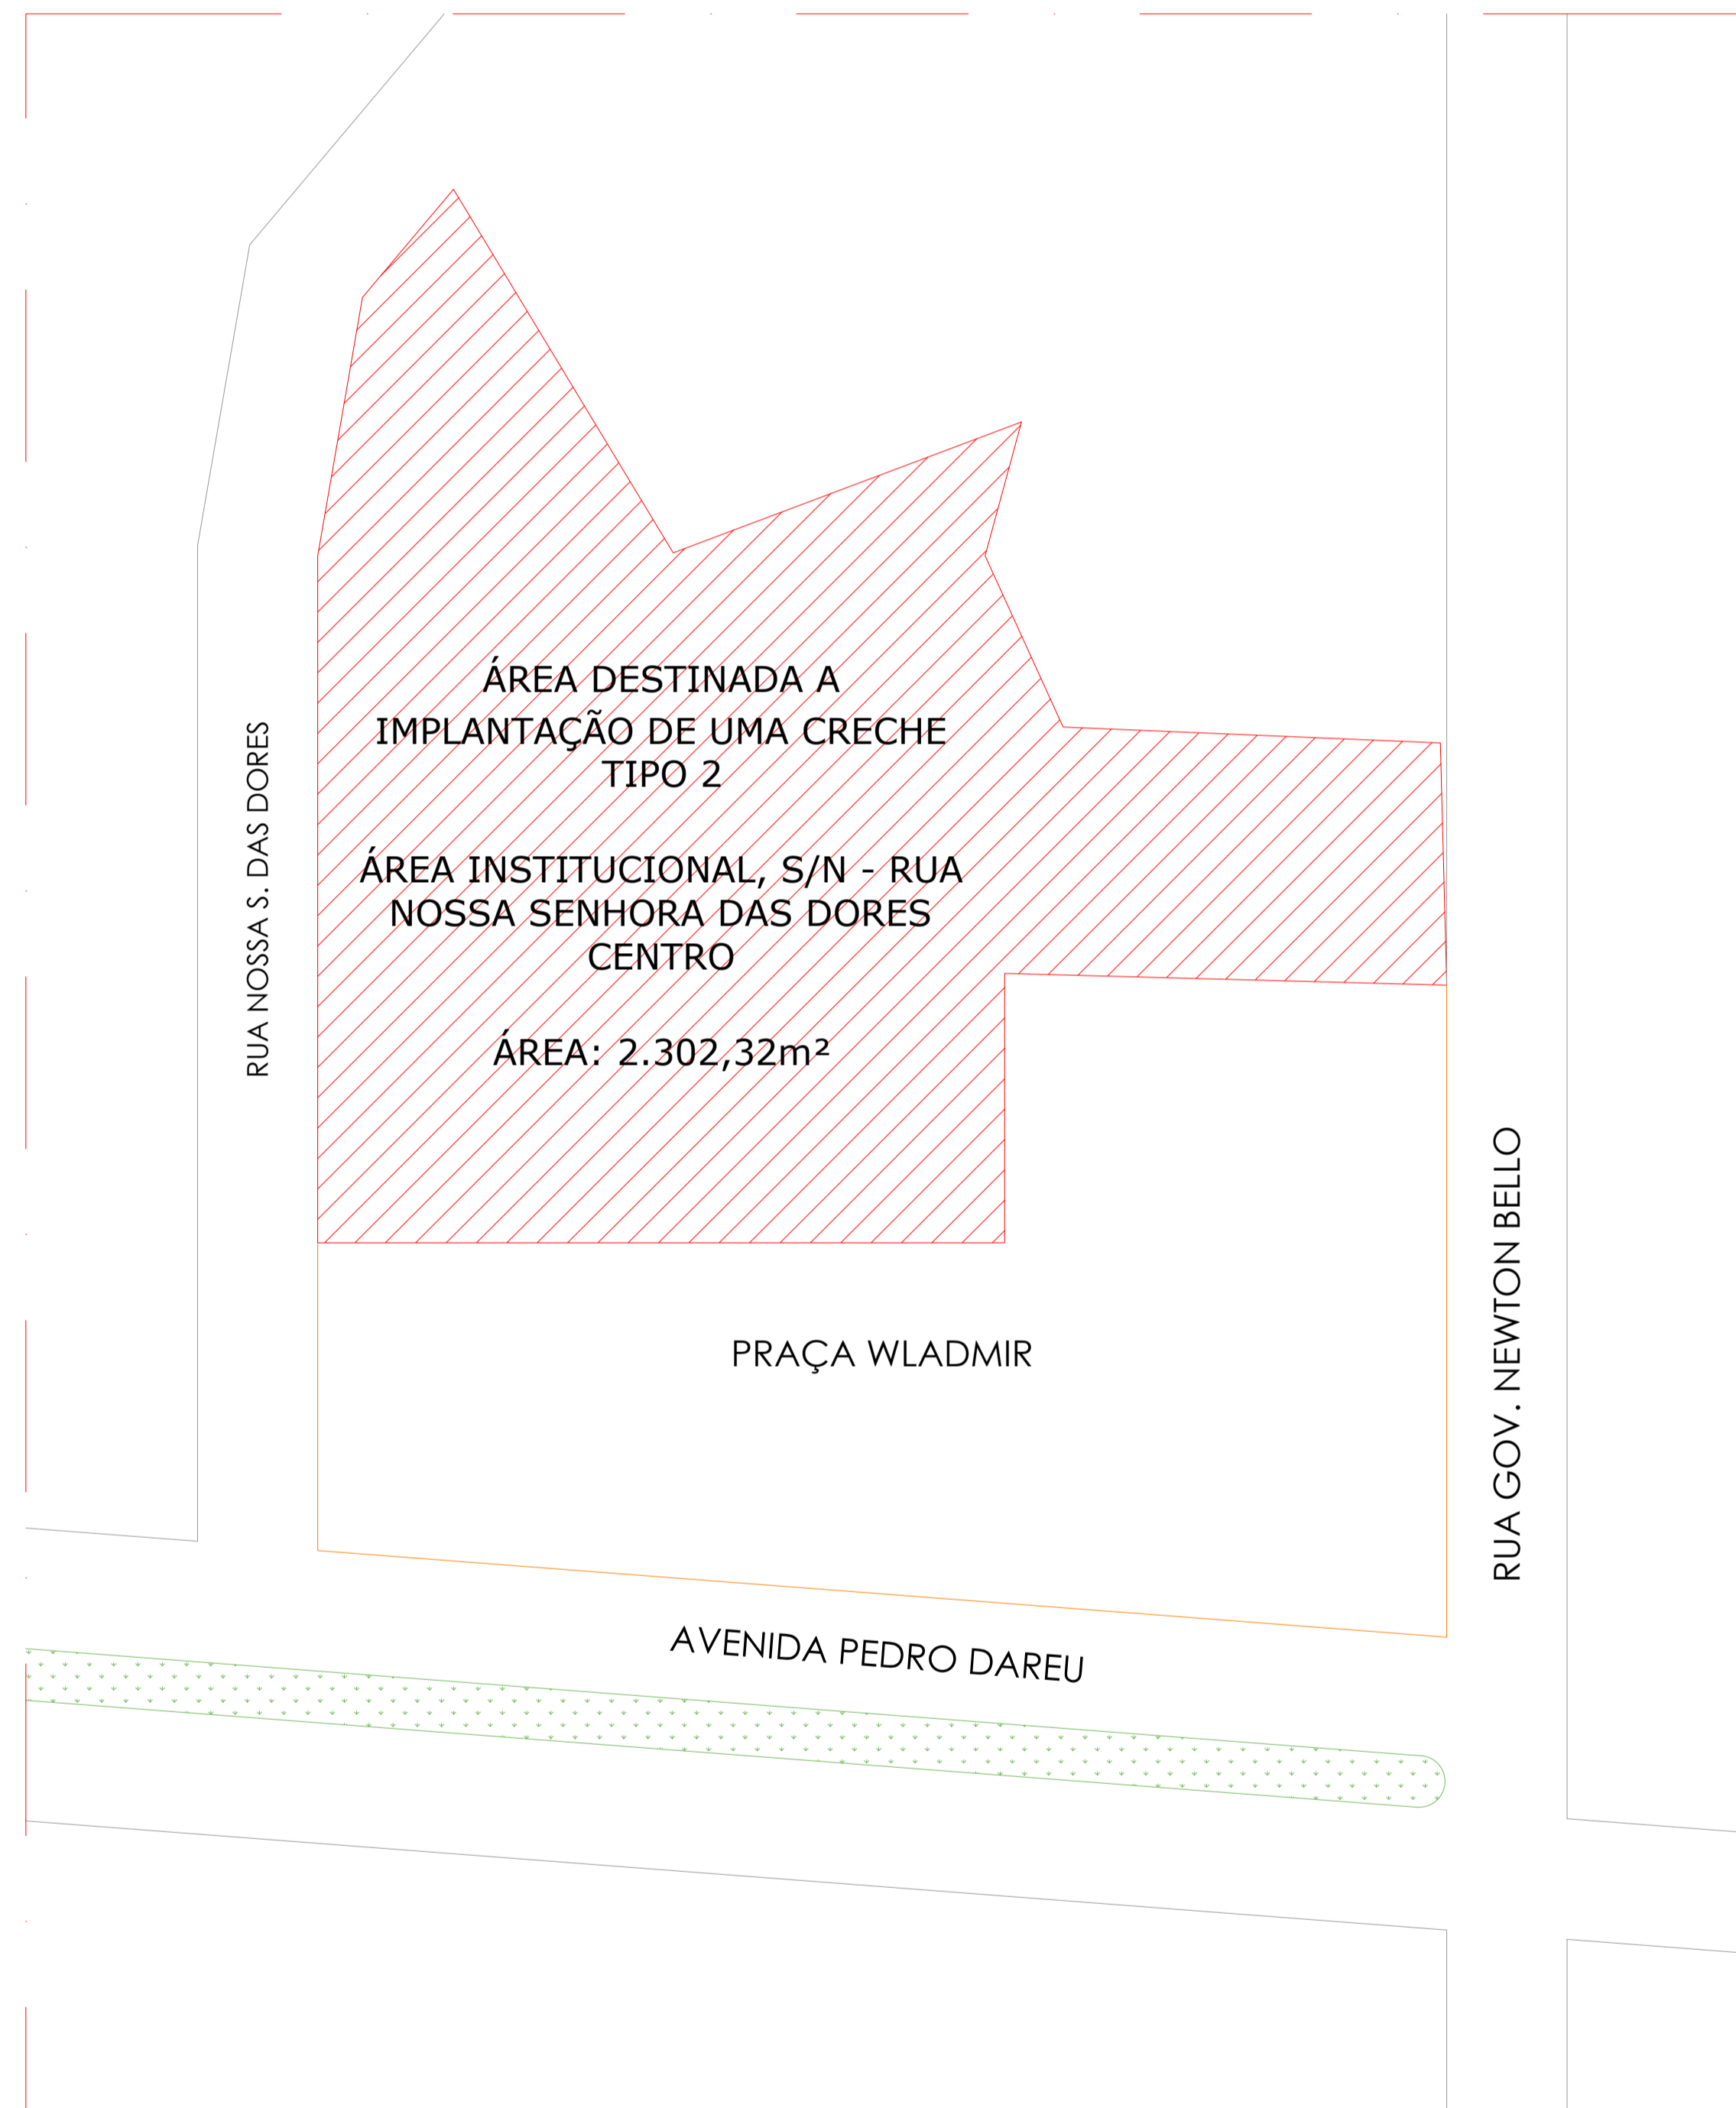 ÁREA DESTINADA A
IMPLANTAÇÃO DE UMA CRECHE
TIPO 2
ÁREA INSTITUCIONAL, S/N - RUA
NOSSA SENHORA DAS DORES
CENTRO
ÁREA: 2.302,32m²
RUA NOSSA S. DAS DORES
RUA GOV. NEWTON BELLO
PRAÇA WLADMIR
AVENIDA PEDRO DAREU